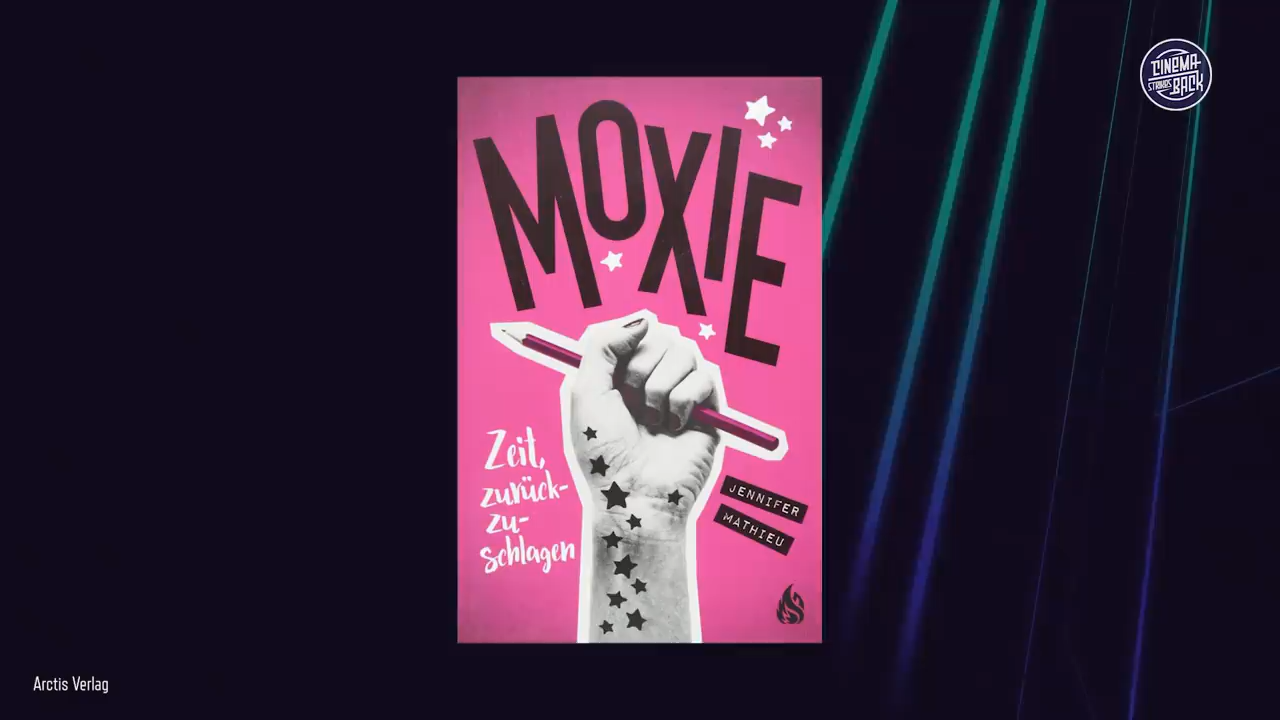 CINEMA
STRIKES
BACK
MOXIE
Zeit,
zurück-
zu-
schlagen
JENNIFER
MATHIEU
Arctis Verlag